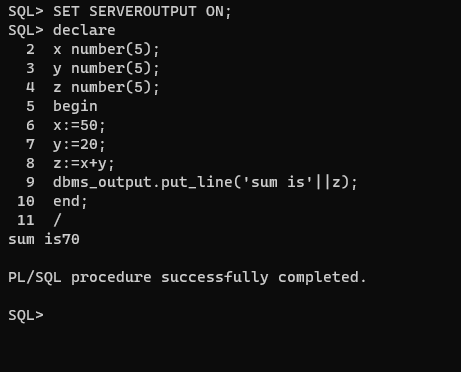 SQL> SET SERVEROUTPUT ON;
SQL> declare
  2  x number(5);
  3  y number(5);
  4  z number(5);
  5  begin
  6  x:=50;
  7  y:=20;
  8  z:=x+y;
  9  dbms_output.put_line('sum is'||z);
 10  end;
 11  /
sum is70

PL/SQL procedure successfully completed.

SQL>